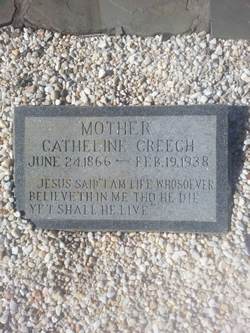 MOTHER
CATHELINE CREECH
JUNE 24,1866 — FEB.19,1938
JESUS SAID "I AM LIFE WHOSOEVER
BELIEVETH IN ME THO HE DIE
YET SHALL HE LIVE"